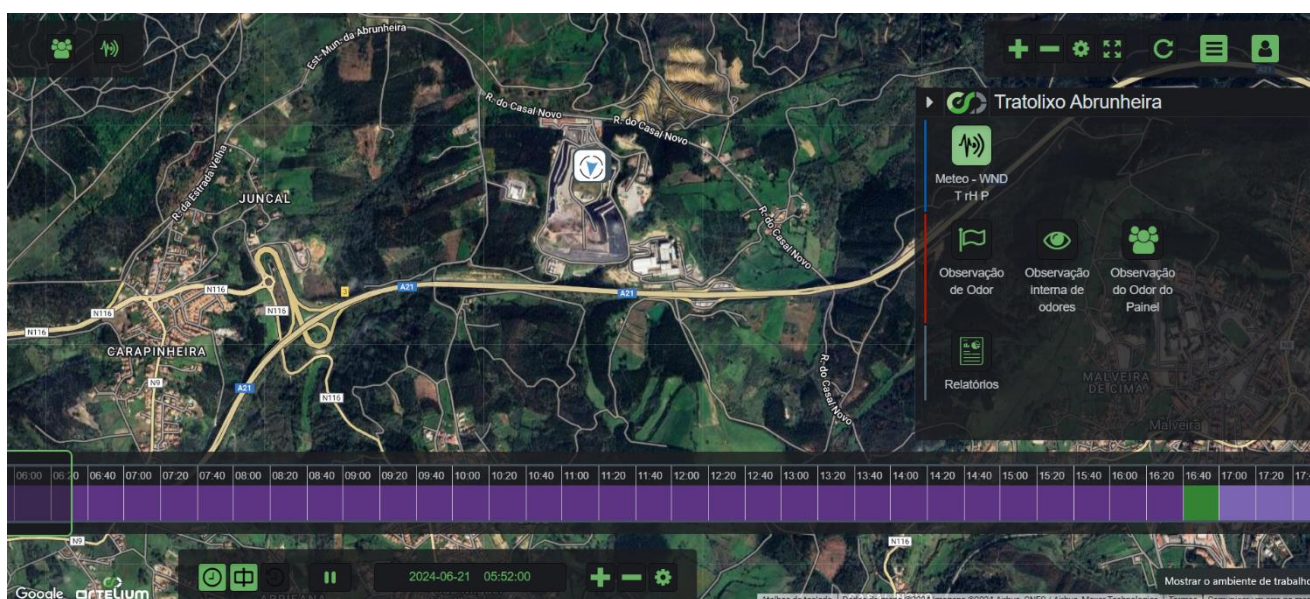 Est. Mun. da Abrunheira
R. do Casal Novo
R. do Casal Novo
R. da Estrada Velha
JUNCAL
R. do Casal Novo
N116
A21
A21
N116
N116
CARAPINHEIRA
N9
A21
N116
R. do Casal Novo
Tratolixo Abrunheira
Meteo - WND
T rH P
Observação
de Odor
Observação
interna de
odores
Observação
do Odor do
Painel
Relatórios
MALVEIRA
DE CIMA
Malveira
06:00 06:20 06:40 07:00 07:20 07:40 08:00 08:20 08:40 09:00 09:20 09:40 10:00 10:20 10:40 11:00 11:20 11:40 12:00 12:20 12:40 13:00 13:20 13:40 14:00 14:20 14:40 15:00 15:20 15:40 16:00 16:20 16:40 17:00 17:20
N9
N116
2024-06-21 05:52:00
Mostrar o ambiente de trabalho
Google artelium